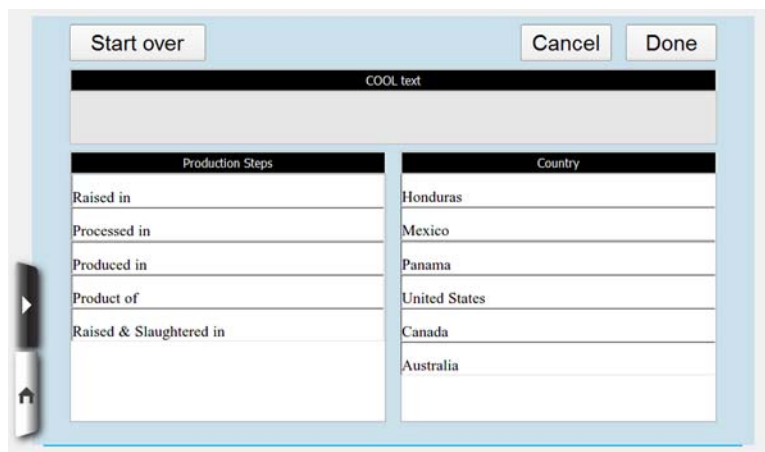 Start over
Cancel
Done
COOL text
Production Steps
Raised in
Processed in
Produced in
Product of
Raised & Slaughtered in
Country
Honduras
Mexico
Panama
United States
Canada
Australia